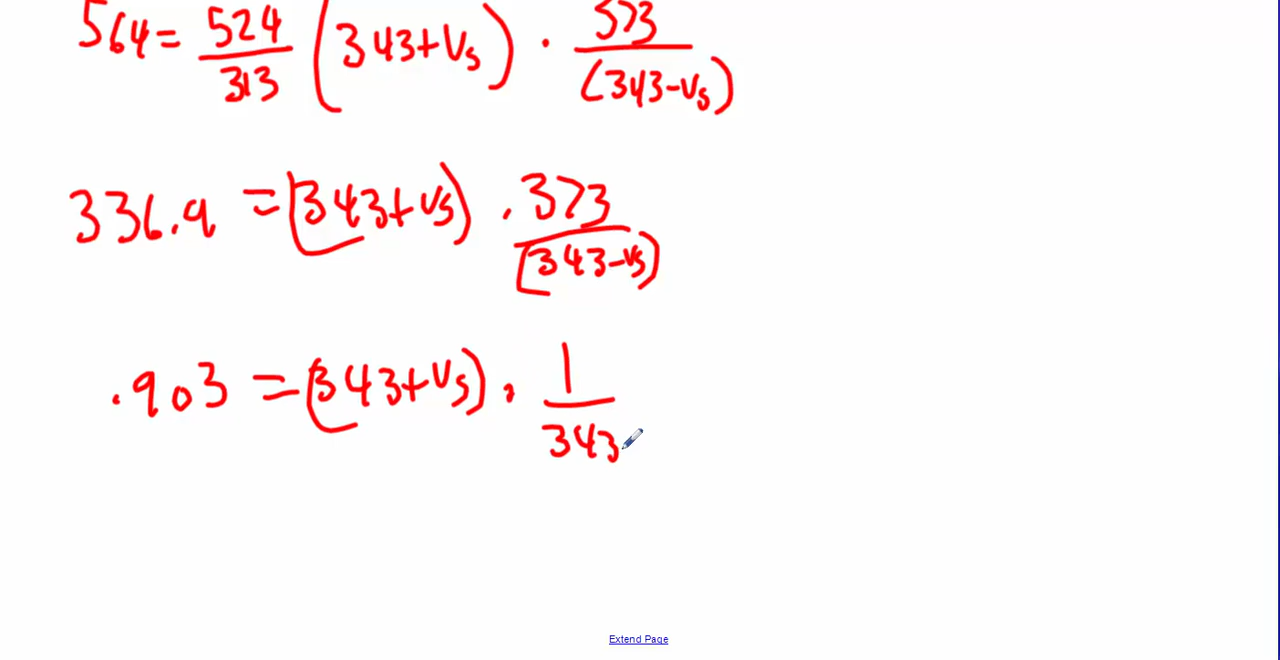 564 = 524/313 (343+Vs) · 373/(343-Vs)
336.9 = (343+Vs) · 373/(343-Vs)
.903 = (343+Vs) · 1/343
Extend Page